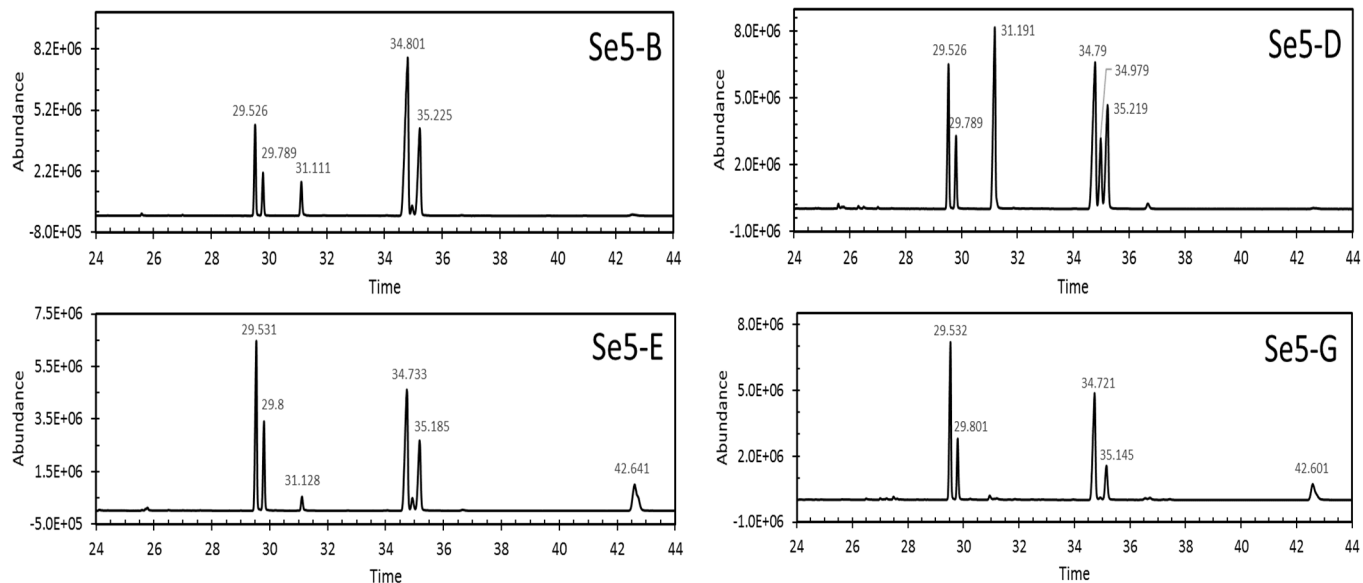 Se5-B
Abundance
8.2E+06
5.2E+06
2.2E+06
-8.0E+05
29.526
29.789
31.111
34.801
35.225
24 26 28 30 32 34 36 38 40 42 44
Time
Se5-D
Abundance
8.0E+06
5.0E+06
2.0E+06
-1.0E+06
29.526
29.789
31.191
34.79
34.979
35.219
24 26 28 30 32 34 36 38 40 42 44
Time
Se5-E
Abundance
7.5E+06
5.5E+06
3.5E+06
1.5E+06
-5.0E+05
29.531
29.8
31.128
34.733
35.185
42.641
24 26 28 30 32 34 36 38 40 42 44
Time
Se5-G
Abundance
8.0E+06
5.0E+06
2.0E+06
-1.0E+06
29.532
29.801
34.721
35.145
42.601
24 26 28 30 32 34 36 38 40 42 44
Time